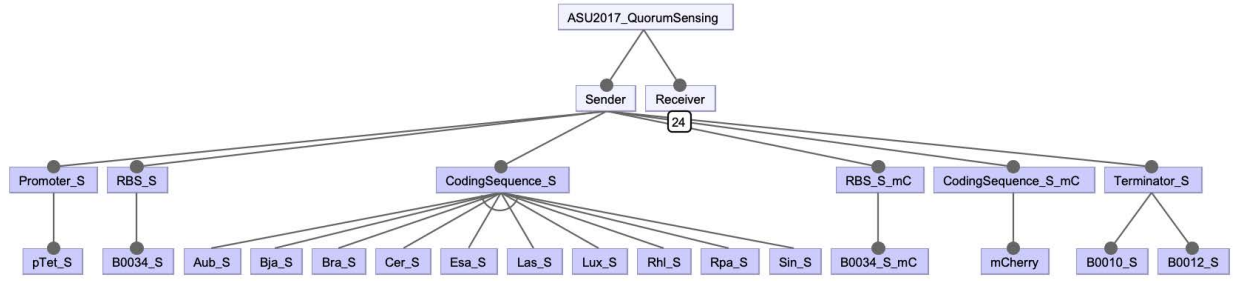 ASU2017_QuorumSensing
Sender Receiver
24
Promoter_S RBS_S CodingSequence_S RBS_S_mC CodingSequence_S_mC Terminator_S
pTet_S B0034_S Aub_S Bja_S Bra_S Cer_S Esa_S Las_S Lux_S Rhl_S Rpa_S Sin_S B0034_S_mC mCherry B0010_S B0012_S